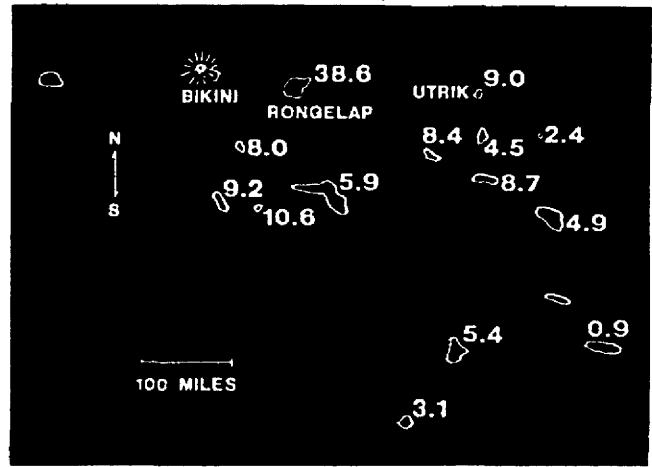 38.6
9.0
BIKINI
UTRIK
RONGELAP
N
8.4
2.4
8.0
4.5
5.9
8.7
9.2
S
10.6
4.9
0.9
5.4
100 MILES
3.1